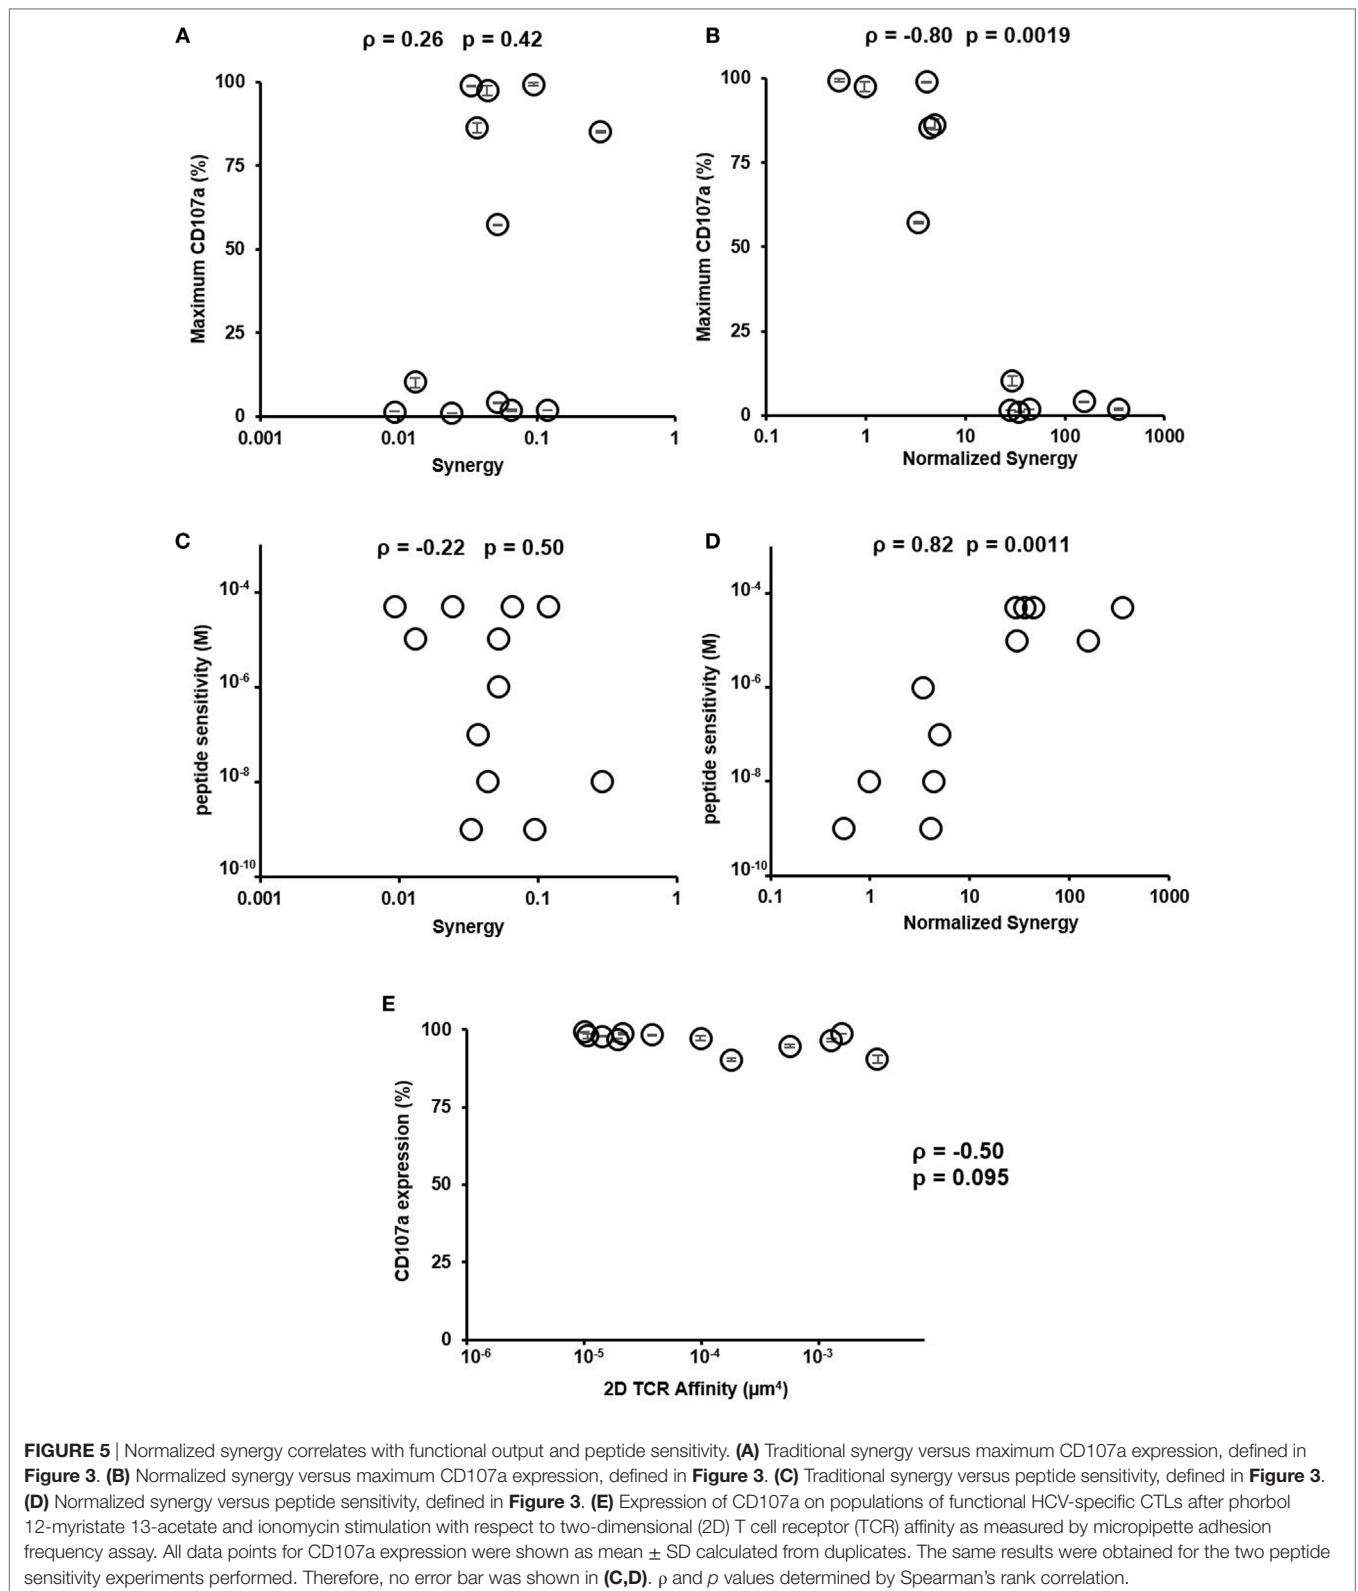 A
ρ = 0.26 p = 0.42
100
75
50
25
0
0.001
0.01
0.1
1
Maximum CD107a (%)
Synergy
B
ρ = -0.80 p = 0.0019
100
75
50
25
0
0.1
1
10
100
1000
Maximum CD107a (%)
Normalized Synergy
C
ρ = -0.22 p = 0.50
10-4
10-6
10-8
10-10
0.001
0.01
0.1
1
peptide sensitivity (M)
Synergy
D
ρ = 0.82 p = 0.0011
10-4
10-6
10-8
10-10
0.1
1
10
100
1000
peptide sensitivity (M)
Normalized Synergy
E
100
75
50
25
0
10-6
10-5
10-4
10-3
CD107a expression (%)
2D TCR Affinity (µm4)
ρ = -0.50
p = 0.095
FIGURE 5 | Normalized synergy correlates with functional output and peptide sensitivity. (A) Traditional synergy versus maximum CD107a expression, defined in
Figure 3. (B) Normalized synergy versus maximum CD107a expression, defined in Figure 3. (C) Traditional synergy versus peptide sensitivity, defined in Figure 3.
(D) Normalized synergy versus peptide sensitivity, defined in Figure 3. (E) Expression of CD107a on populations of functional HCV-specific CTLs after phorbol
12-myristate 13-acetate and ionomycin stimulation with respect to two-dimensional (2D) T cell receptor (TCR) affinity as measured by micropipette adhesion
frequency assay. All data points for CD107a expression were shown as mean ± SD calculated from duplicates. The same results were obtained for the two peptide
sensitivity experiments performed. Therefore, no error bar was shown in (C,D). ρ and p values determined by Spearman's rank correlation.